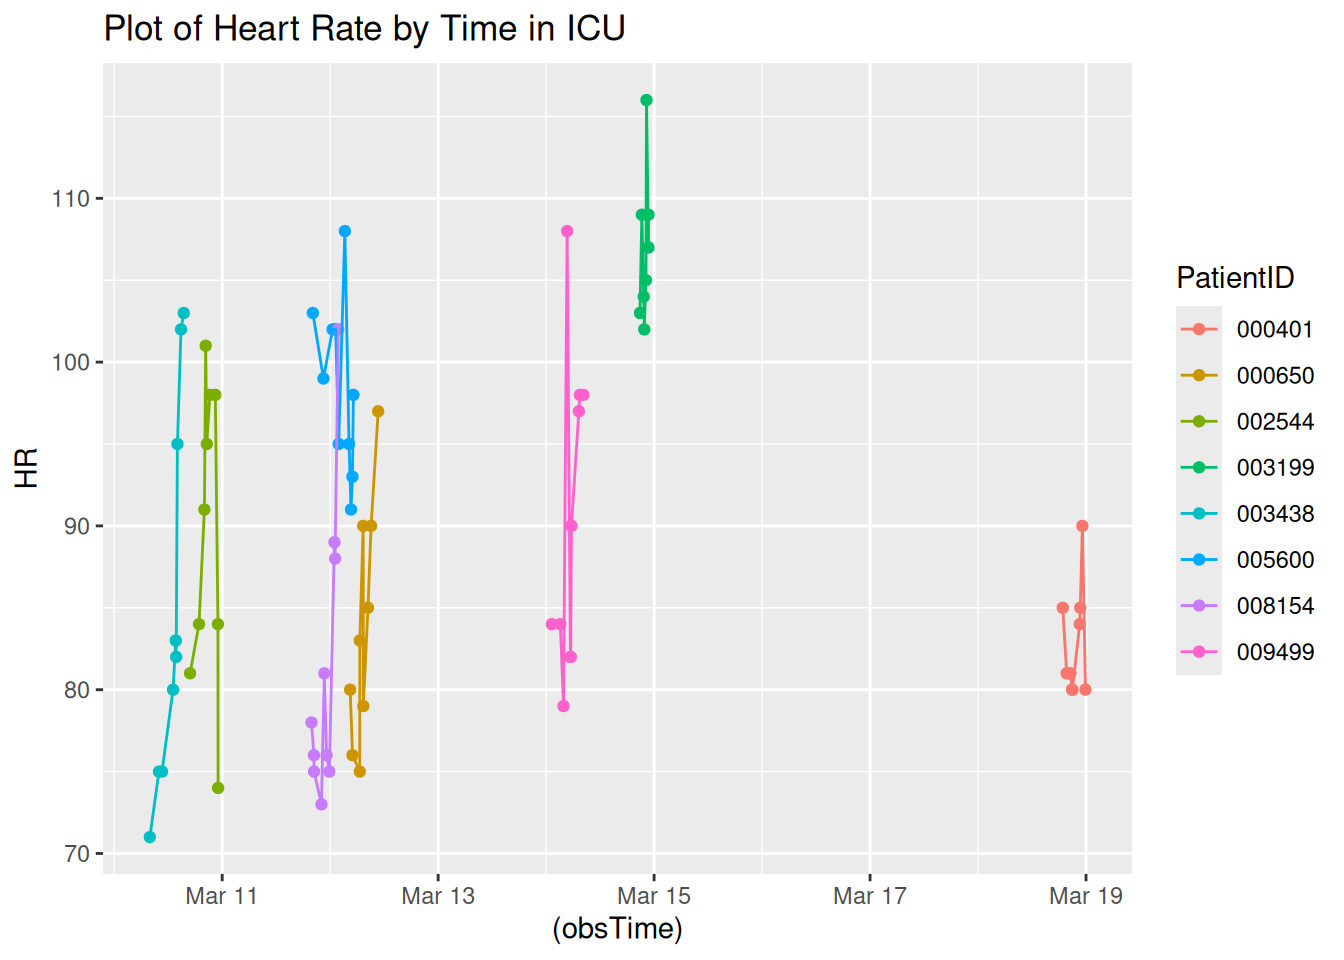 Plot of Heart Rate by Time in ICU
110
100
90
80
70
HR
Mar 11
Mar 13
Mar 15
Mar 17
Mar 19
(obsTime)
PatientID
000401
000650
002544
003199
003438
005600
008154
009499